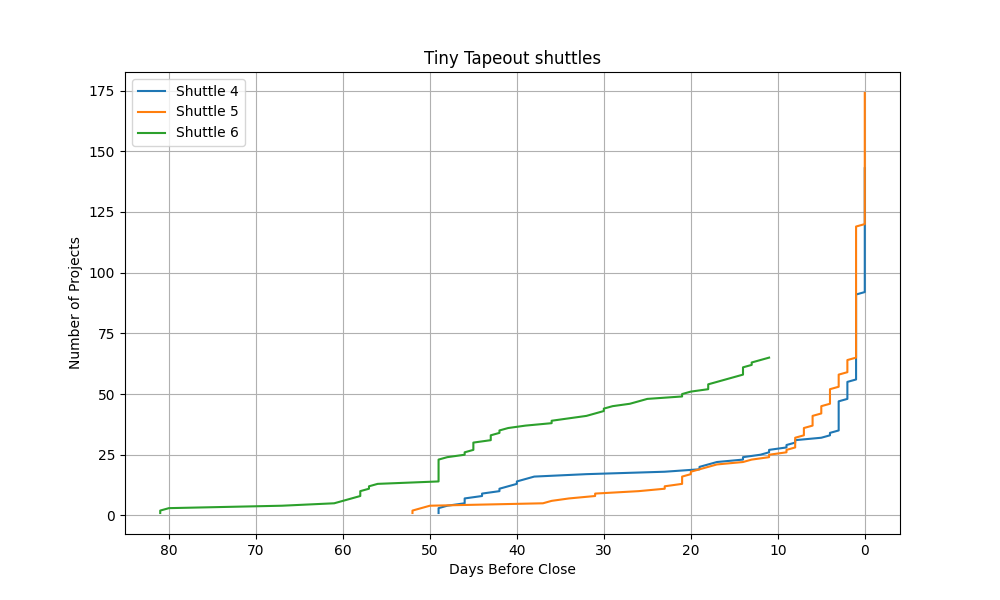 Tiny Tapeout shuttles
Shuttle 4
Shuttle 5
Shuttle 6
175
150
125
100
75
50
25
0
Number of Projects
80 70 60 50 40 30 20 10 0
Days Before Close